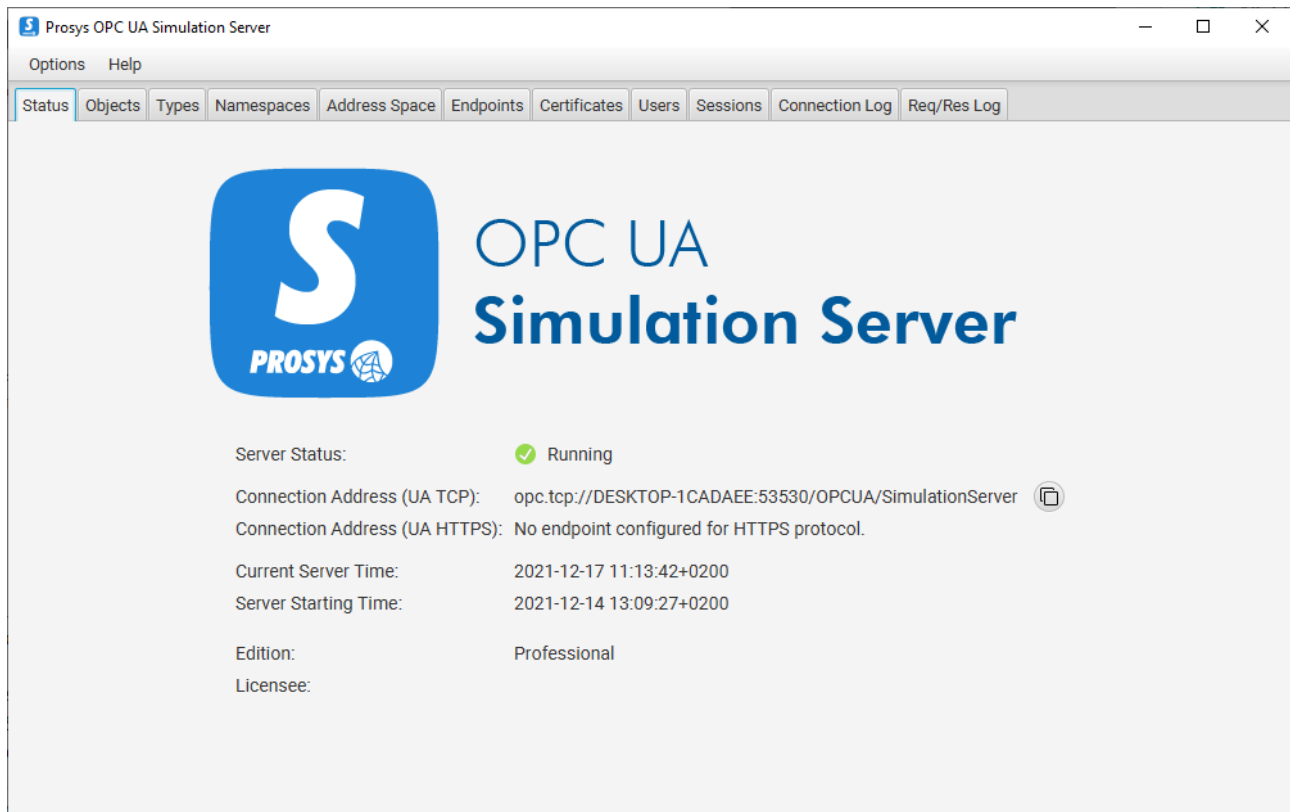 Prosys OPC UA Simulation Server
Options Help
Status Objects Types Namespaces Address Space Endpoints Certificates Users Sessions Connection Log Req/Res Log
S
PROSYS
OPC UA
Simulation Server
Server Status: Running
Connection Address (UA TCP): opc.tcp://DESKTOP-1CADAEE:53530/OPCUA/SimulationServer
Connection Address (UA HTTPS): No endpoint configured for HTTPS protocol.
Current Server Time: 2021-12-17 11:13:42+0200
Server Starting Time: 2021-12-14 13:09:27+0200
Edition: Professional
Licensee: